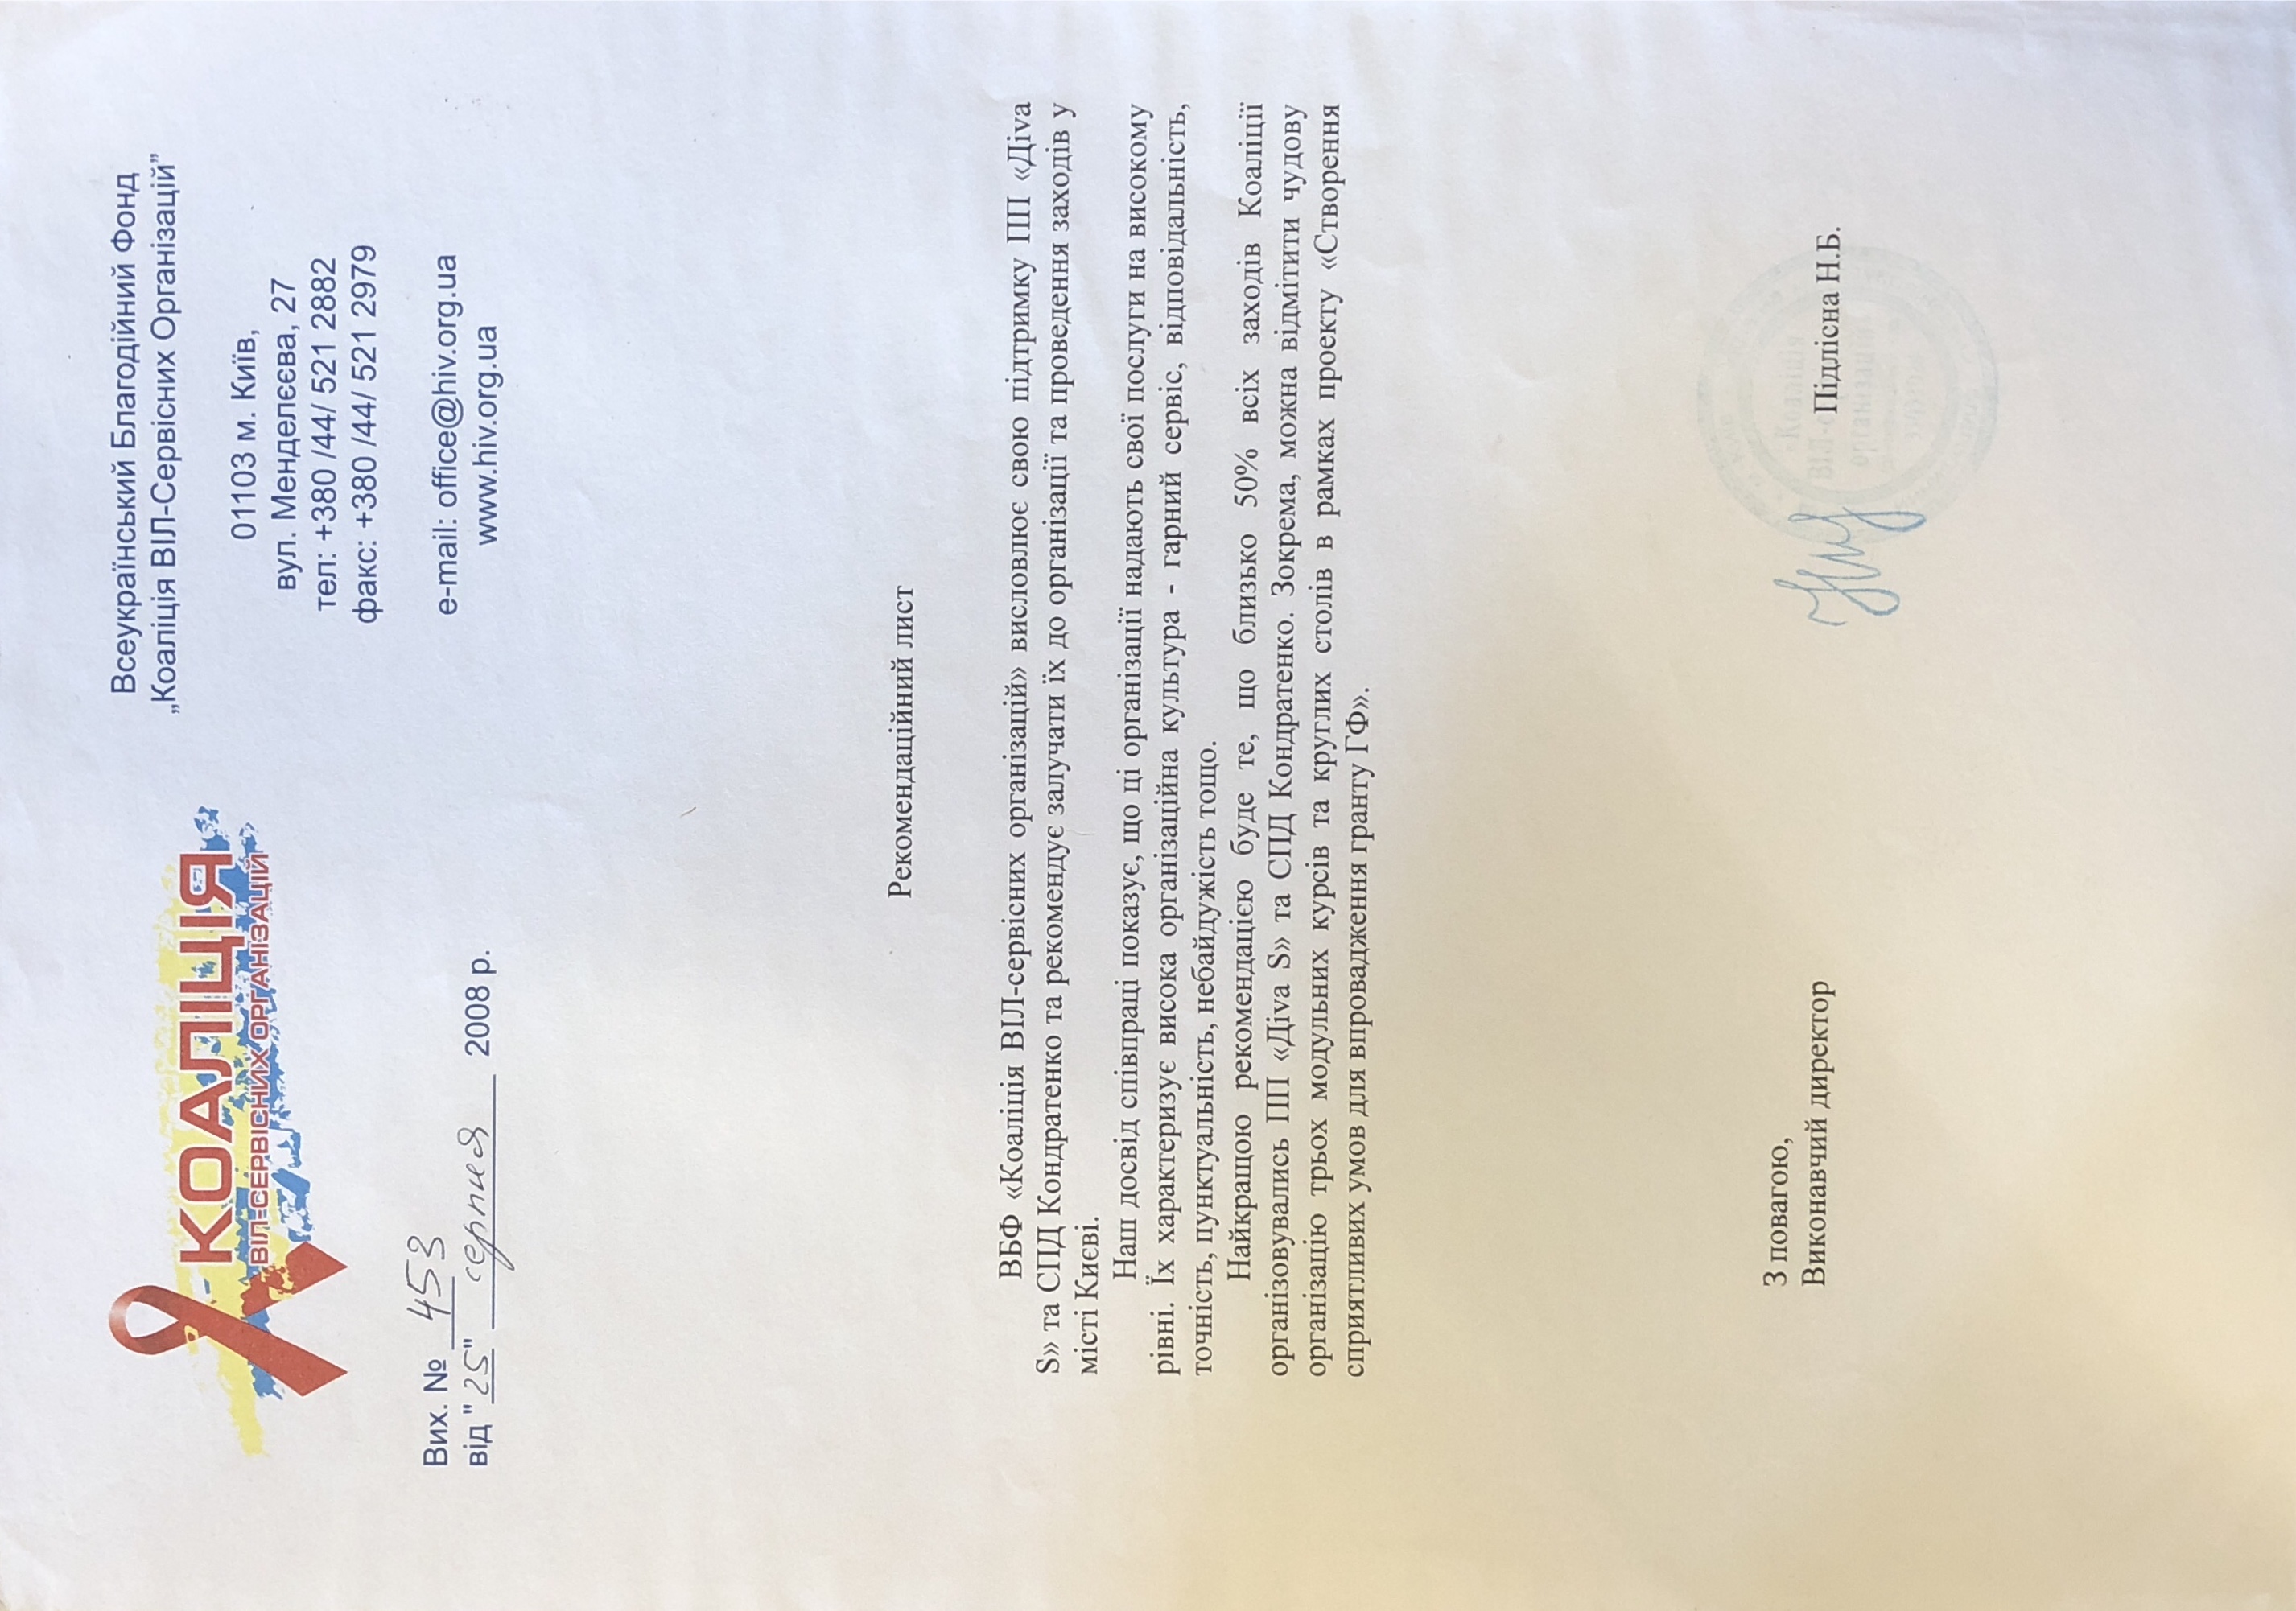 КОАЛІЦІЯ
ВІЛ-СЕРВІСНИХ ОРГАНІЗАЦІЙ
Всеукраїнський Благодійний Фонд
„Коаліція ВІЛ-Сервісних Організацій”
01103 м. Київ,
вул. Менделєєва, 27
тел: +380 /44/ 521 2882
факс: +380 /44/ 521 2979
e-mail: office@hiv.org.ua
www.hiv.org.ua
Вих. № 453
від "25" серпня 2008 р.
Рекомендаційний лист
ВБФ «Коаліція ВІЛ-сервісних організацій» висловлює свою підтримку ПП «Діva
S» та СПД Кондратенко та рекомендує залучати їх до організації та проведення заходів у
місті Києві.
Наш досвід співпраці показує, що ці організації надають свої послуги на високому
рівні. Їх характеризує висока організаційна культура - гарний сервіс, відповідальність,
точність, пунктуальність, небайдужість тощо.
Найкращою рекомендацією буде те, що близько 50% всіх заходів Коаліції
організовувались ПП «Діva S» та СПД Кондратенко. Зокрема, можна відмітити чудову
організацію трьох модульних курсів та круглих столів в рамках проекту «Створення
сприятливих умов для впровадження гранту ГФ».
З повагою,
Виконавчий директор
Підлісна Н.Б.
«Коаліція